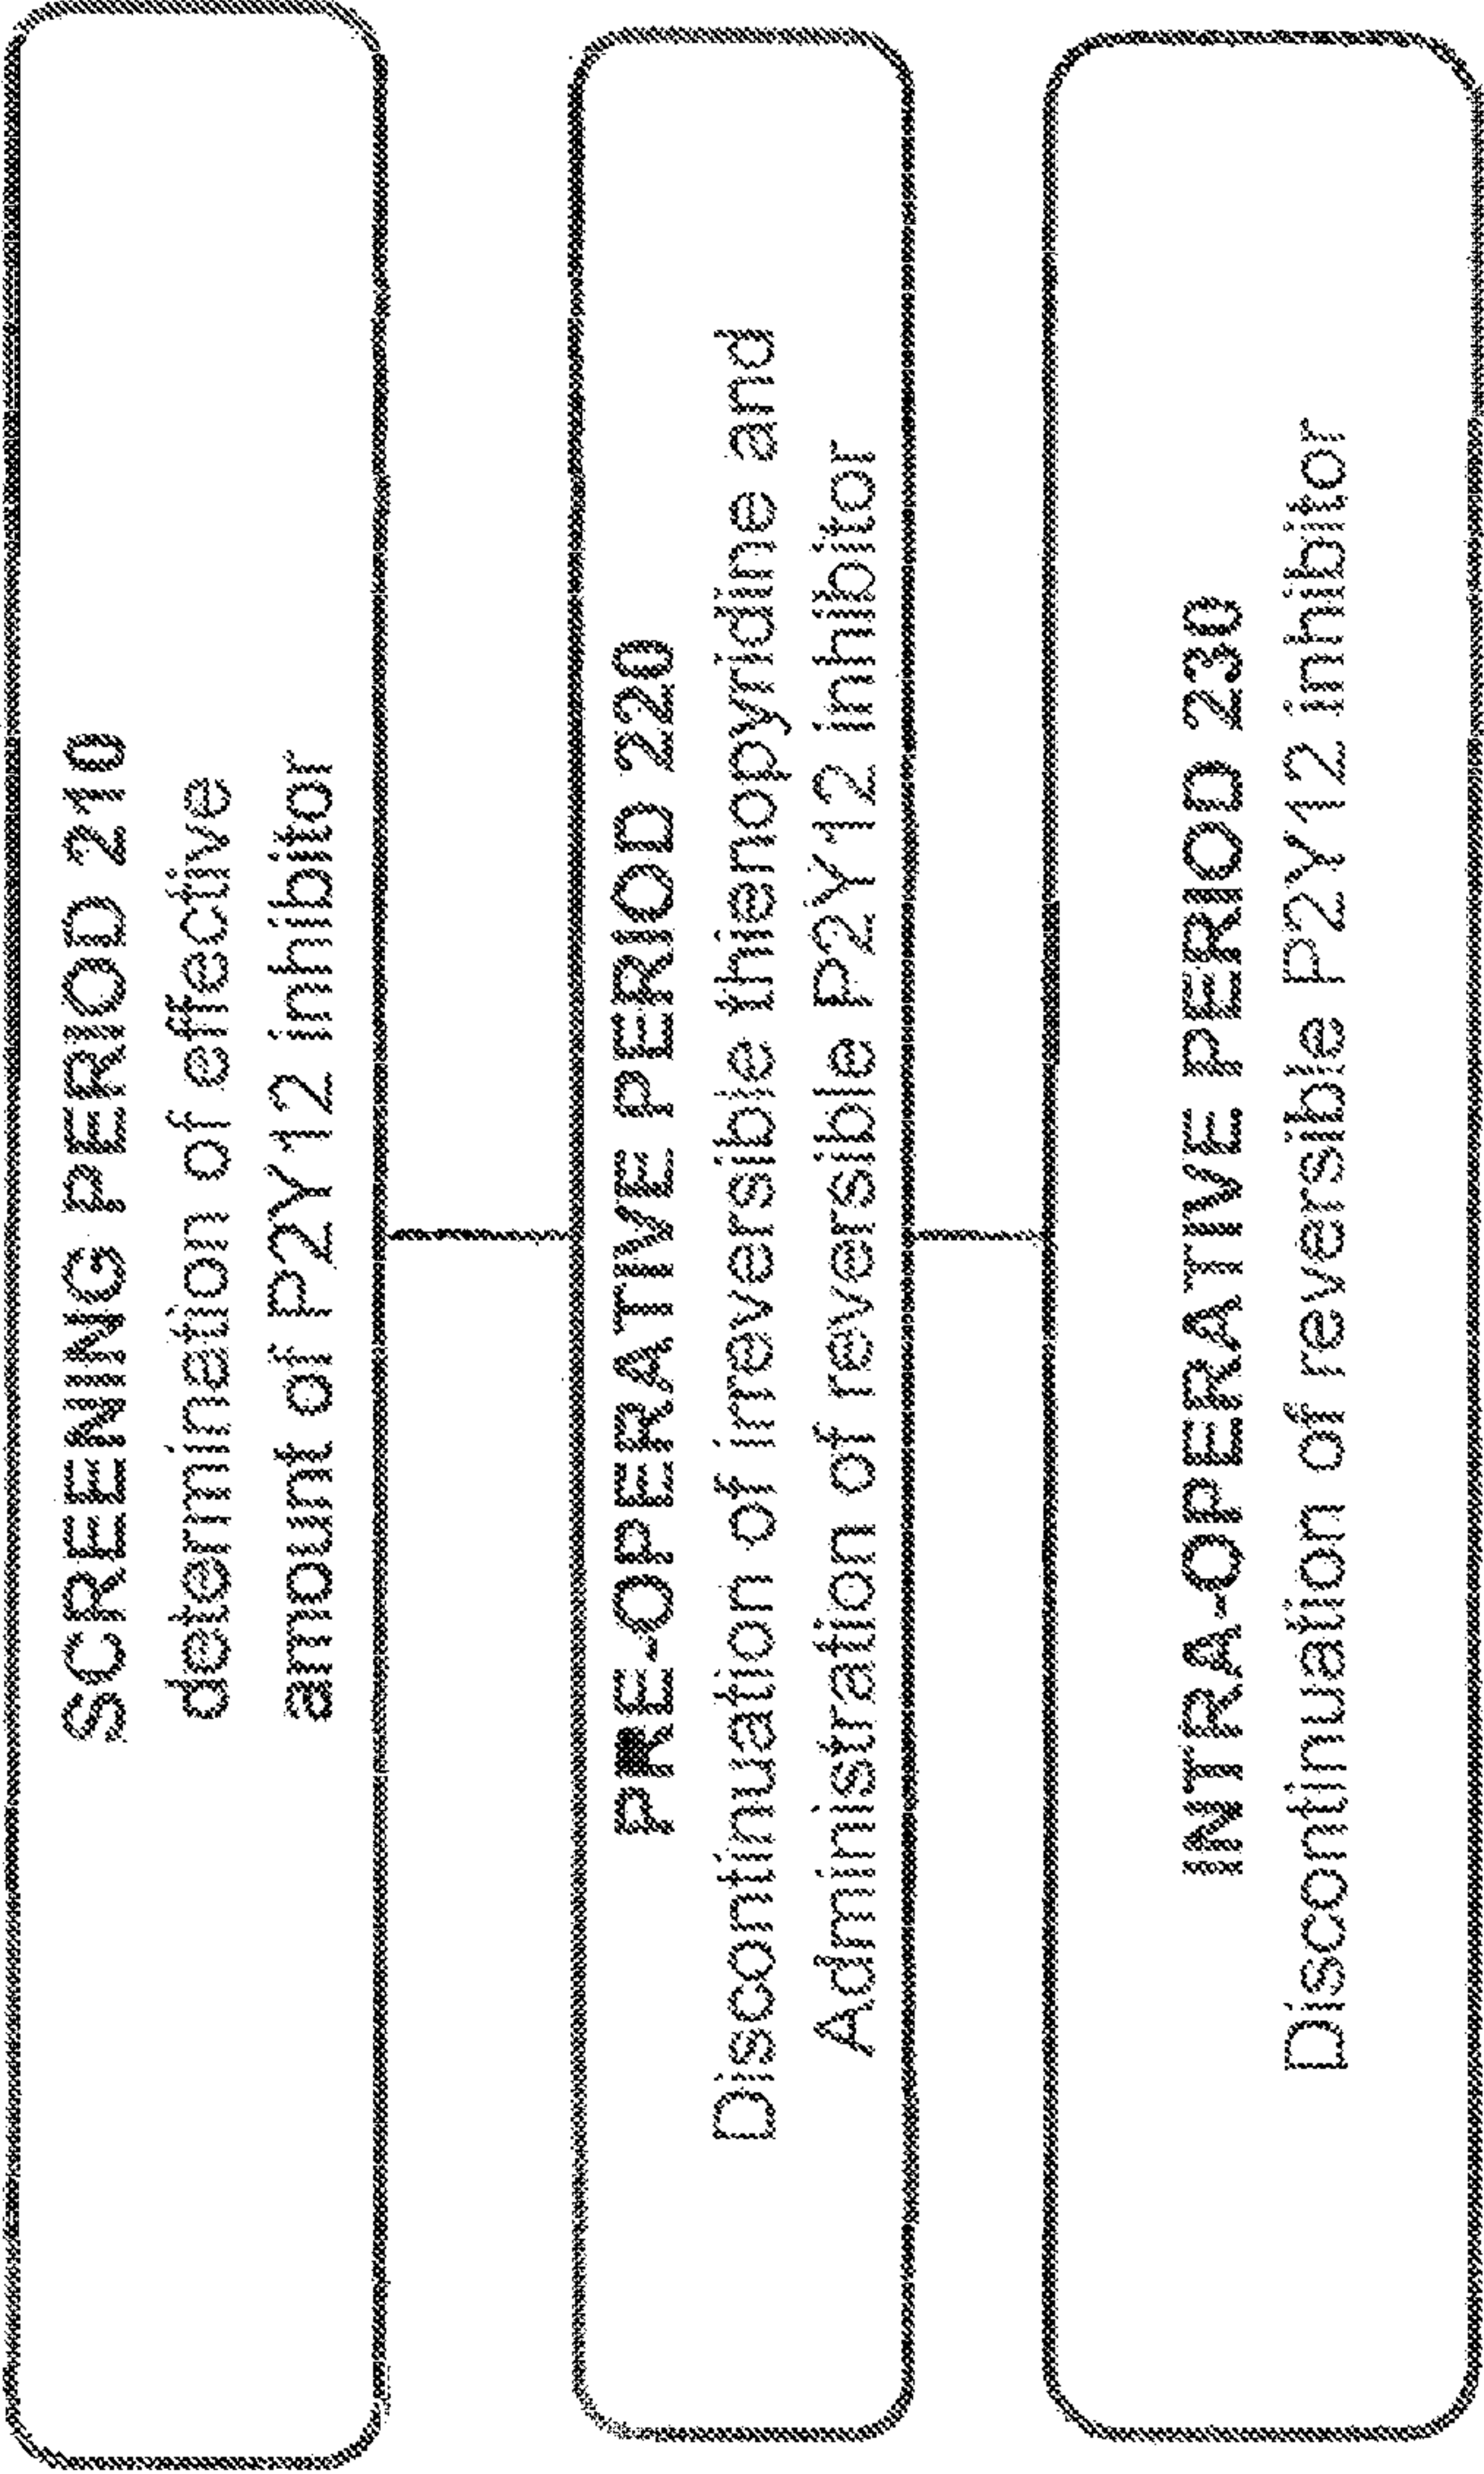 SCREENING PERIOD 210
determination of effective
amount of P2Y12 inhibitor
PRE-OPERATIVE PERIOD 220
Discontinuation of irreversible thienopyridine and
Administration of reversible P2Y12 inhibitor
INTRA-OPERATIVE PERIOD 230
Discontinuation of reversible P2Y12 inhibitor